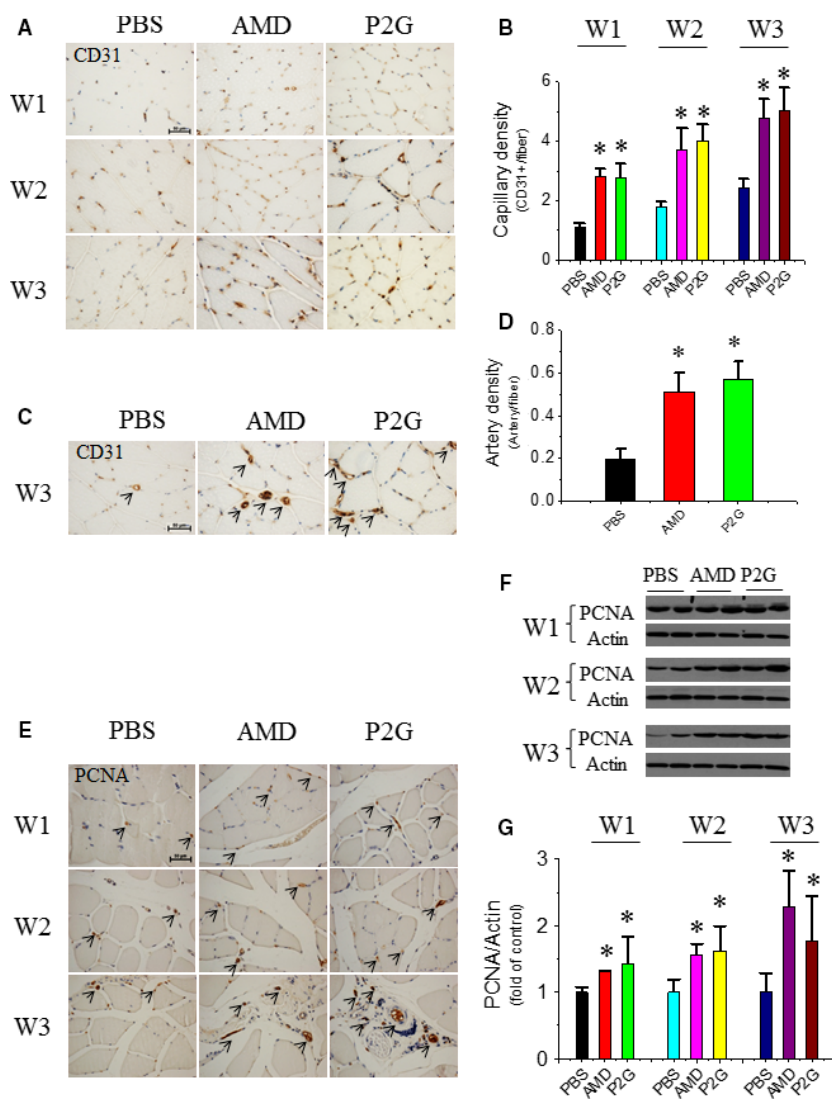 A
PBS AMD P2G
CD31
W1
W2
W3
B
W1 W2 W3
Capillary density
(CD31+/fiber)
6
4
2
0
PBS AMD P2G PBS AMD P2G PBS AMD P2G
* * * * * *
C
PBS AMD P2G
CD31
W3
D
Artery density
(Artery/fiber)
0.8
0.6
0.4
0.2
0.0
* *
PBS AMD P2G
E
PBS AMD P2G
PCNA
W1
W2
W3
F
PBS AMD P2G
W1 PCNA
Actin
W2 PCNA
Actin
W3 PCNA
Actin
G
W1 W2 W3
PCNA/Actin
(fold of control)
3
2
1
0
* * * * * *
PBS AMD P2G PBS AMD P2G PBS AMD P2G